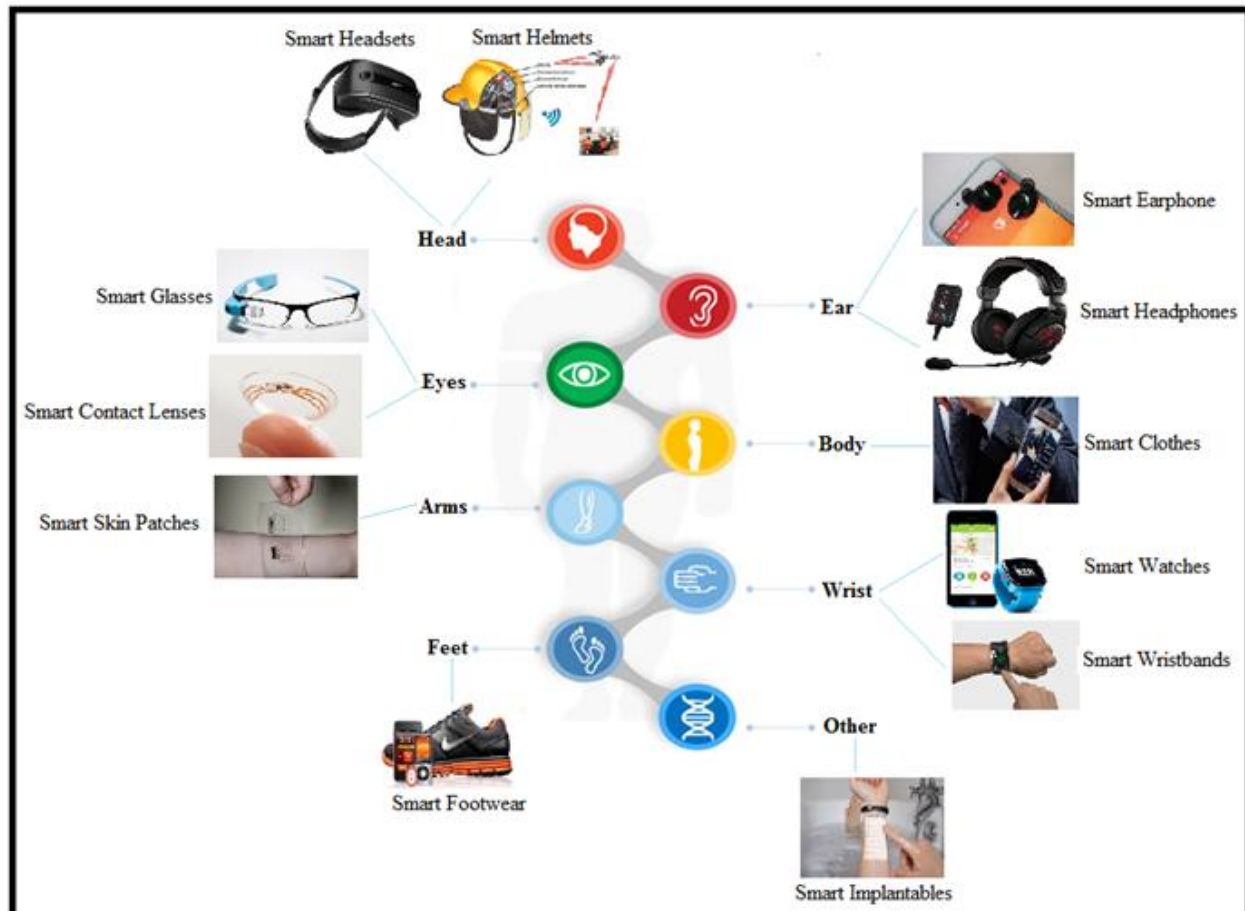 Smart Headsets
Smart Helmets
Head
Smart Earphone
Smart Glasses
Ear
Smart Headphones
Eyes
Smart Contact Lenses
Body
Smart Clothes
Smart Skin Patches
Arms
Smart Watches
Wrist
Feet
Smart Wristbands
Other
Smart Footwear
Smart Implantables